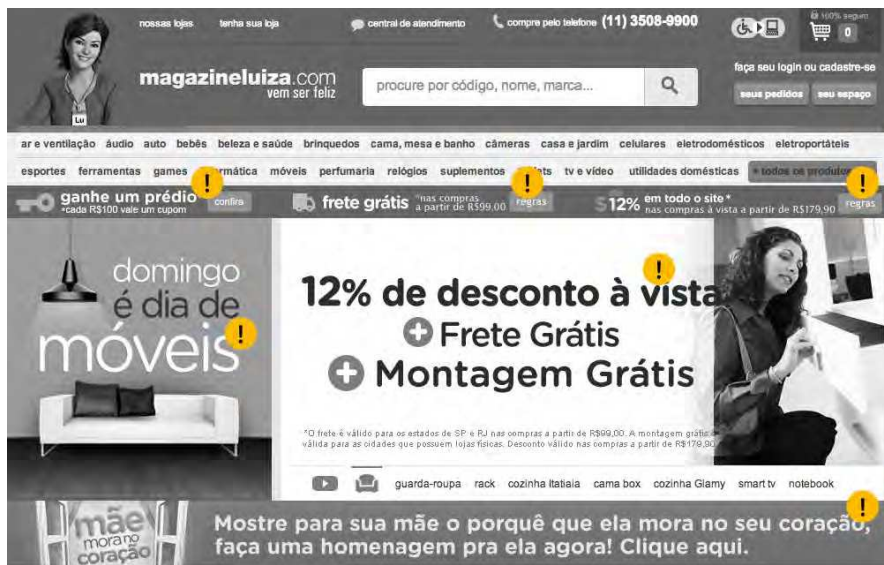 nossas lojas tenha sua loja central de atendimento compre pelo telefone (11) 3508-9900
100% seguro
0
magazineluiza.com
vem ser feliz
procure por código, nome, marca...
faça seu login ou cadastre-se
seus pedidos seu espaço
Lu
ar e ventilação áudio auto bebês beleza e saúde brinquedos cama, mesa e banho câmeras casa e jardim celulares eletrodomésticos eletroportáteis
esportes ferramentas games móveis perfumaria relógios suplementos tv e vídeo utilidades domésticas + todos os produtos
! ! !
ganhe um prédio
*cada R$100 vale um cupom
confira
frete grátis *nas compras
a partir de R$99,00
regras
$12% em todo o site*
nas compras à vista a partir de R$179,90
regras
domingo
é dia de
móveis
!
12% de desconto à vista
!
+ Frete Grátis
+ Montagem Grátis
*O frete é válido para os estados de SP e RJ nas compras a partir de R$99,00. A montagem grátis é
válida para as cidades que possuem lojas físicas. Desconto válido nas compras a partir de R$179,90
guarda-roupa rack cozinha Itatiaia cama box cozinha Glamy smart tv notebook
mãe
mora no
coração
Mostre para sua mãe o porquê que ela mora no seu coração,
faça uma homenagem pra ela agora! Clique aqui.
!